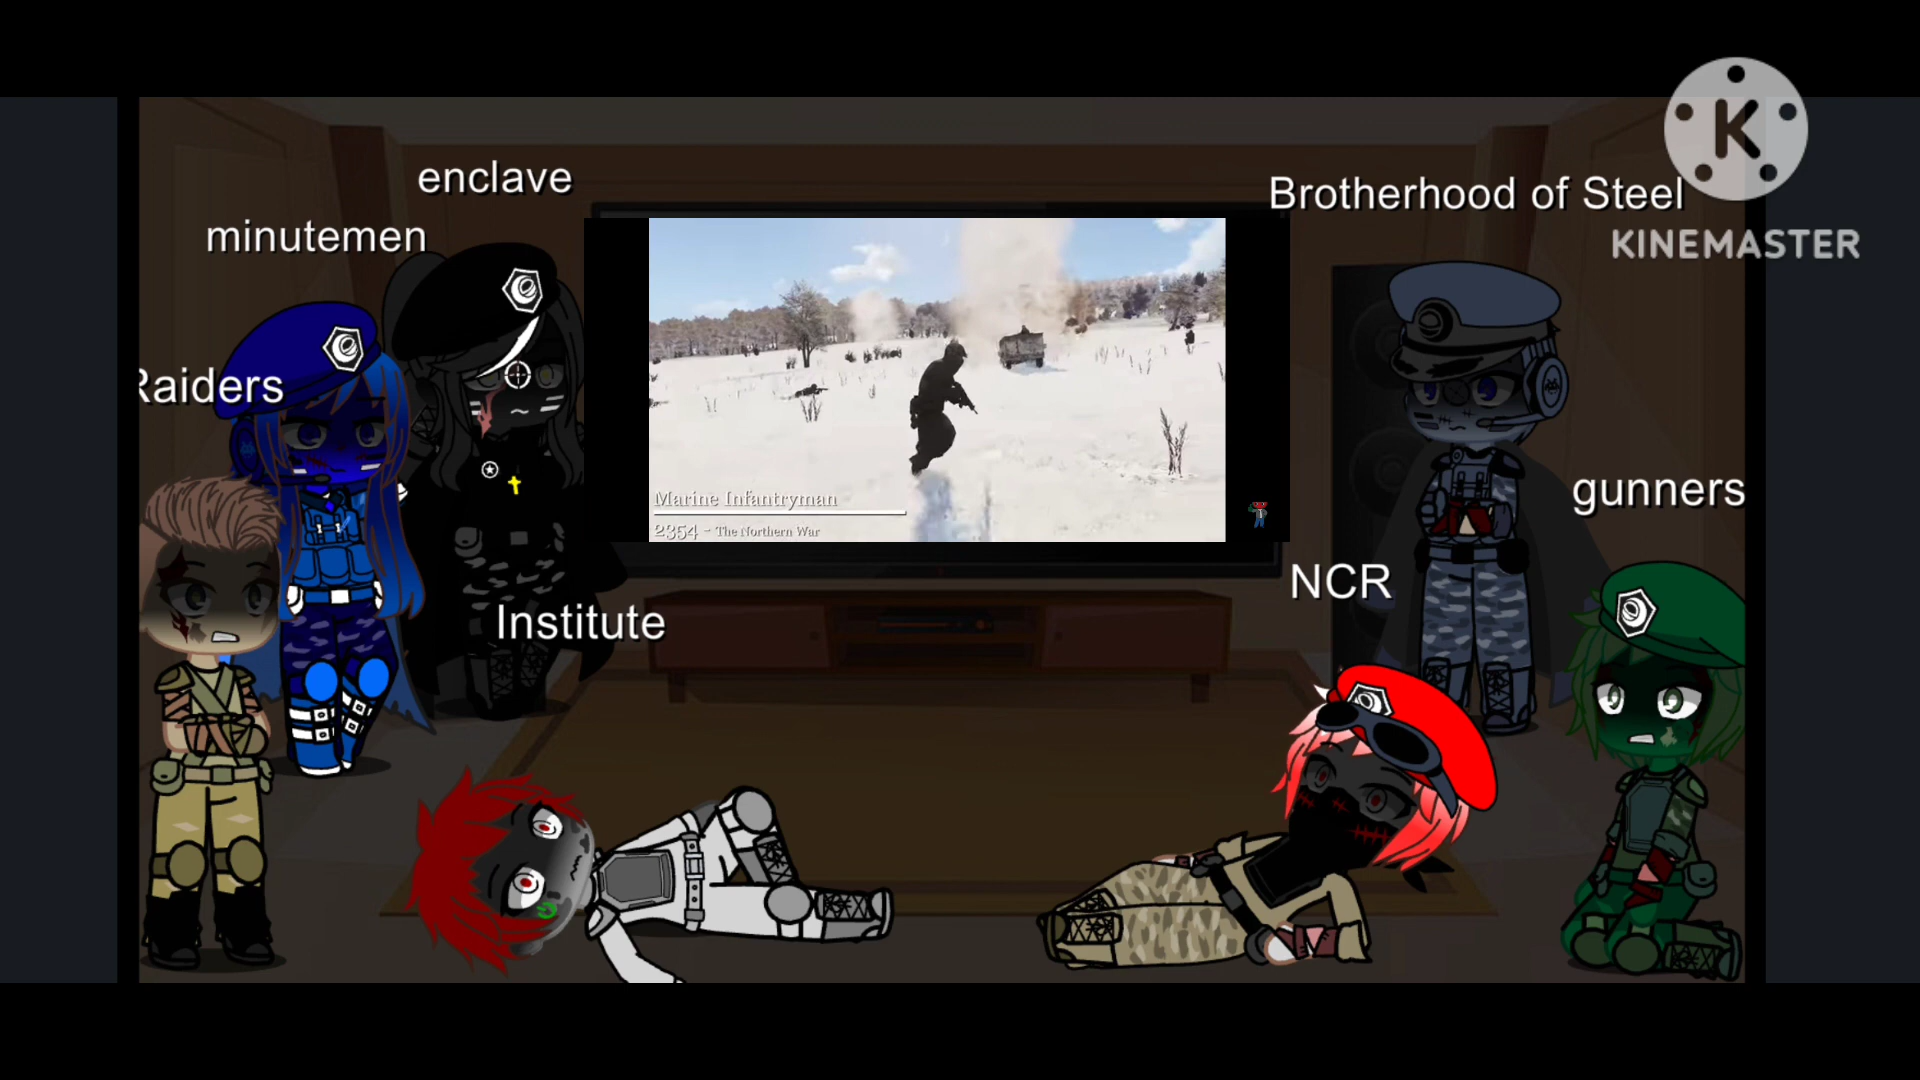 enclave
minutemen
Raiders
Brotherhood of Steel
K
KINEMASTER
gunners
NCR
Institute
Marine Infantryman
2354 - The Northern War